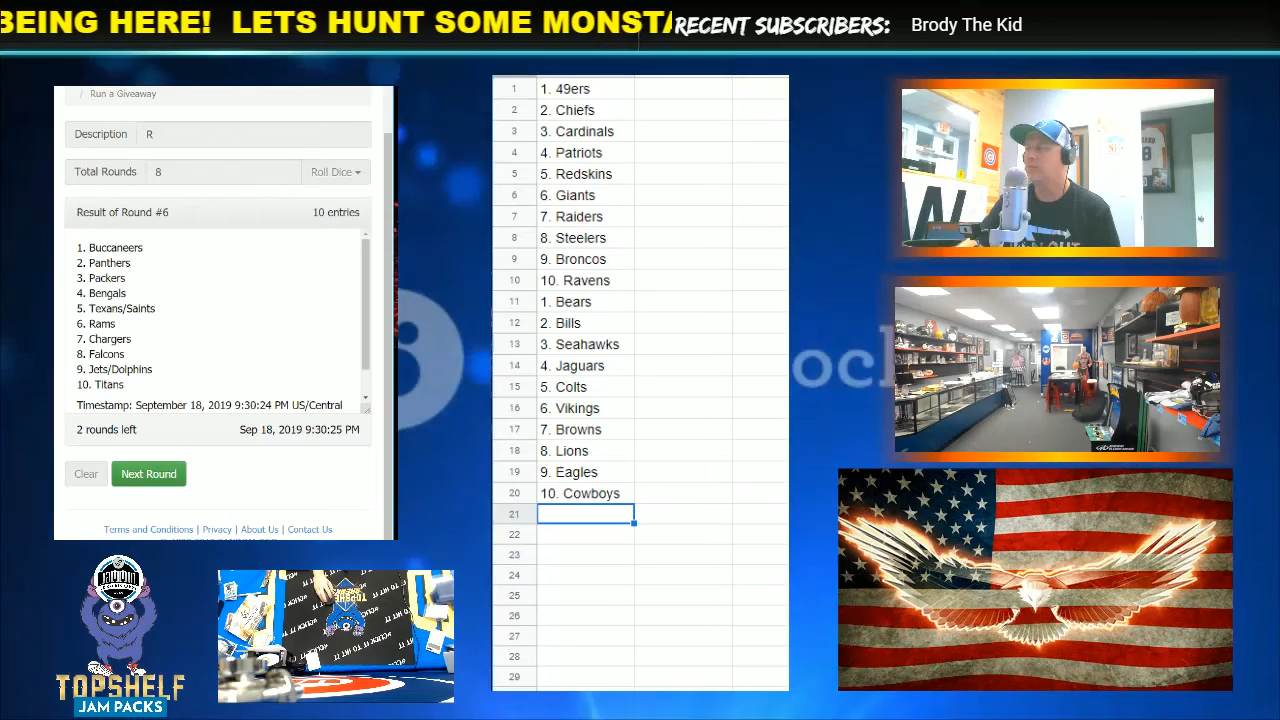 BEING HERE!  LETS HUNT SOME MONSTA
RECENT SUBSCRIBERS: Brody The Kid
/ Run a Giveaway
Description R
Total Rounds 8 Roll Dice
Result of Round #6 10 entries
1. Buccaneers
2. Panthers
3. Packers
4. Bengals
5. Texans/Saints
6. Rams
7. Chargers
8. Falcons
9. Jets/Dolphins
10. Titans
Timestamp: September 18, 2019 9:30:24 PM US/Central
2 rounds left Sep 18, 2019 9:30:25 PM
Clear Next Round
Terms and Conditions | Privacy | About Us | Contact Us
1 1. 49ers
2 2. Chiefs
3 3. Cardinals
4 4. Patriots
5 5. Redskins
6 6. Giants
7 7. Raiders
8 8. Steelers
9 9. Broncos
10 10. Ravens
11 1. Bears
12 2. Bills
13 3. Seahawks
14 4. Jaguars
15 5. Colts
16 6. Vikings
17 7. Browns
18 8. Lions
19 9. Eagles
20 10. Cowboys
21
22
23
24
25
26
27
28
29
TOPSHELF
JAM PACKS
#CLICK IT TO HIT IT